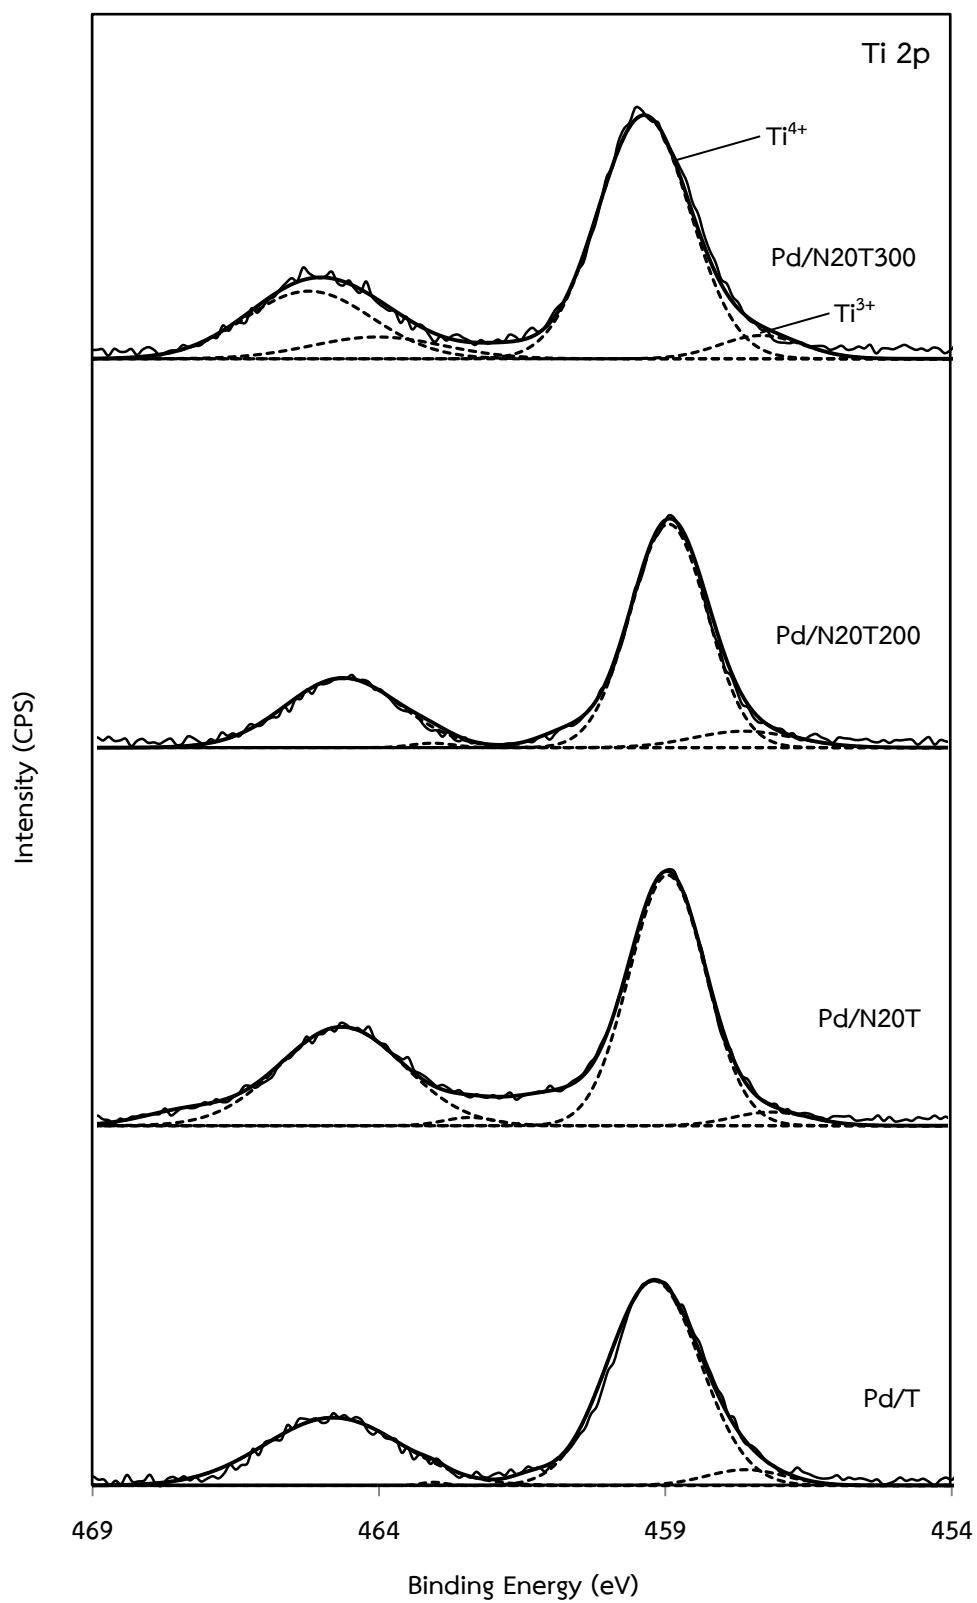 Ti 2p
Ti⁴⁺
Pd/N20T300
Ti³⁺
Pd/N20T200
Intensity (CPS)
Pd/N20T
Pd/T
469 464 459 454
Binding Energy (eV)